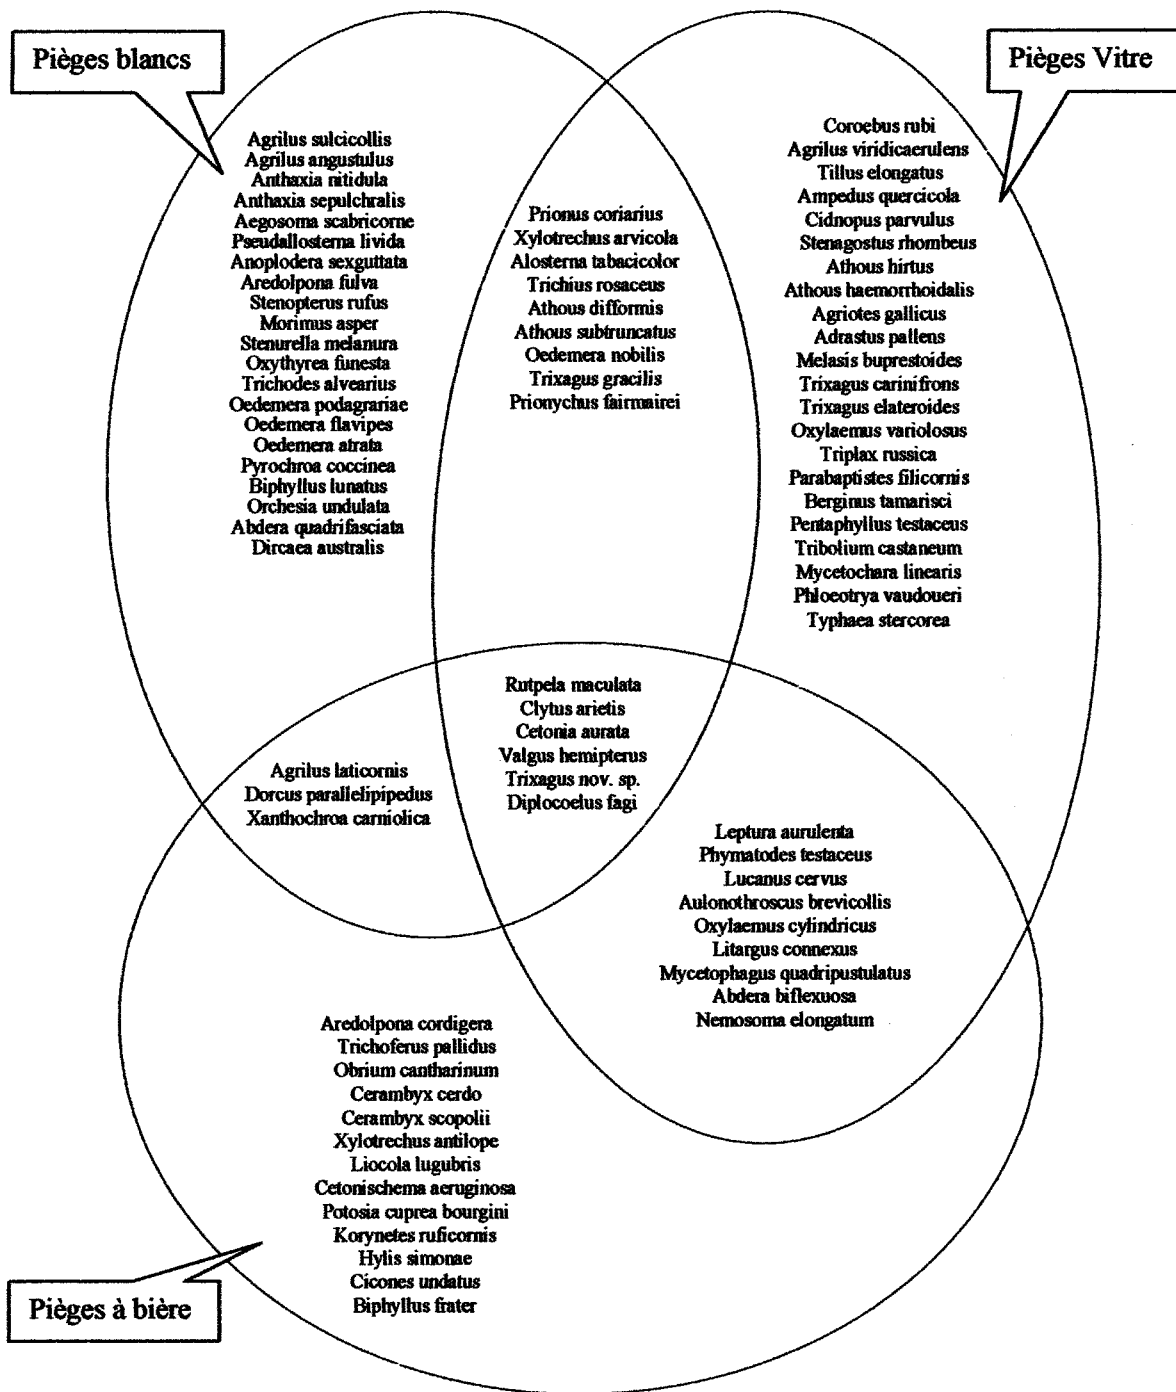 Pièges blancs
Pièges Vitre
Agrilus sulcicollis
Agrilus angustulus
Anthaxia nitidula
Anthaxia sepulchralis
Aegosoma scabricorne
Pseudallosterna livida
Anoplodera sexguttata
Aredolpona fulva
Stenopterus rufus
Morimus asper
Stenurella melanura
Oxythyrea funesta
Trichodes alvearius
Oedemera podagrariae
Oedemera flavipes
Oedemera atrata
Pyrochroa coccinea
Biphyllus lunatus
Orchesia undulata
Abdera quadrifasciata
Dircaea australis
Prionus coriarius
Xylotrechus arvicola
Alosterna tabacicolor
Trichius rosaceus
Athous difformis
Athous subtruncatus
Oedemera nobilis
Trixagus gracilis
Prionychus fairmairei
Coroebus rubi
Agrilus viridicaerulens
Tillus elongatus
Ampedus quercicola
Cidnopus parvulus
Stenagostus rhombeus
Athous hirtus
Athous haemorrhoidalis
Agriotes gallicus
Adrastus pallens
Melasis buprestoides
Trixagus carinifrons
Trixagus elateroides
Oxylaemus variolosus
Triplax russica
Parabaptistes filicornis
Berginus tamarisci
Pentaphyllus testaceus
Tribolium castaneum
Mycetochara linearis
Phloeotrya vaudoueri
Typhaea stercorea
Rutpela maculata
Clytus arietis
Cetonia aurata
Valgus hemipterus
Trixagus nov. sp.
Diplocoelus fagi
Agrilus laticornis
Dorcus parallelipipedus
Xanthochroa carniolica
Leptura aurulenta
Phymatodes testaceus
Lucanus cervus
Aulonothroscus brevicollis
Oxylaemus cylindricus
Litargus connexus
Mycetophagus quadripustulatus
Abdera biflexuosa
Nemosoma elongatum
Aredolpona cordigera
Trichoferus pallidus
Obrium cantharinum
Cerambyx cerdo
Cerambyx scopolii
Xylotrechus antilope
Liocola lugubris
Cetonischema aeruginosa
Potosia cuprea bourgini
Korynetes ruficornis
Hylis simonae
Cicones undatus
Biphyllus frater
Pièges à bière